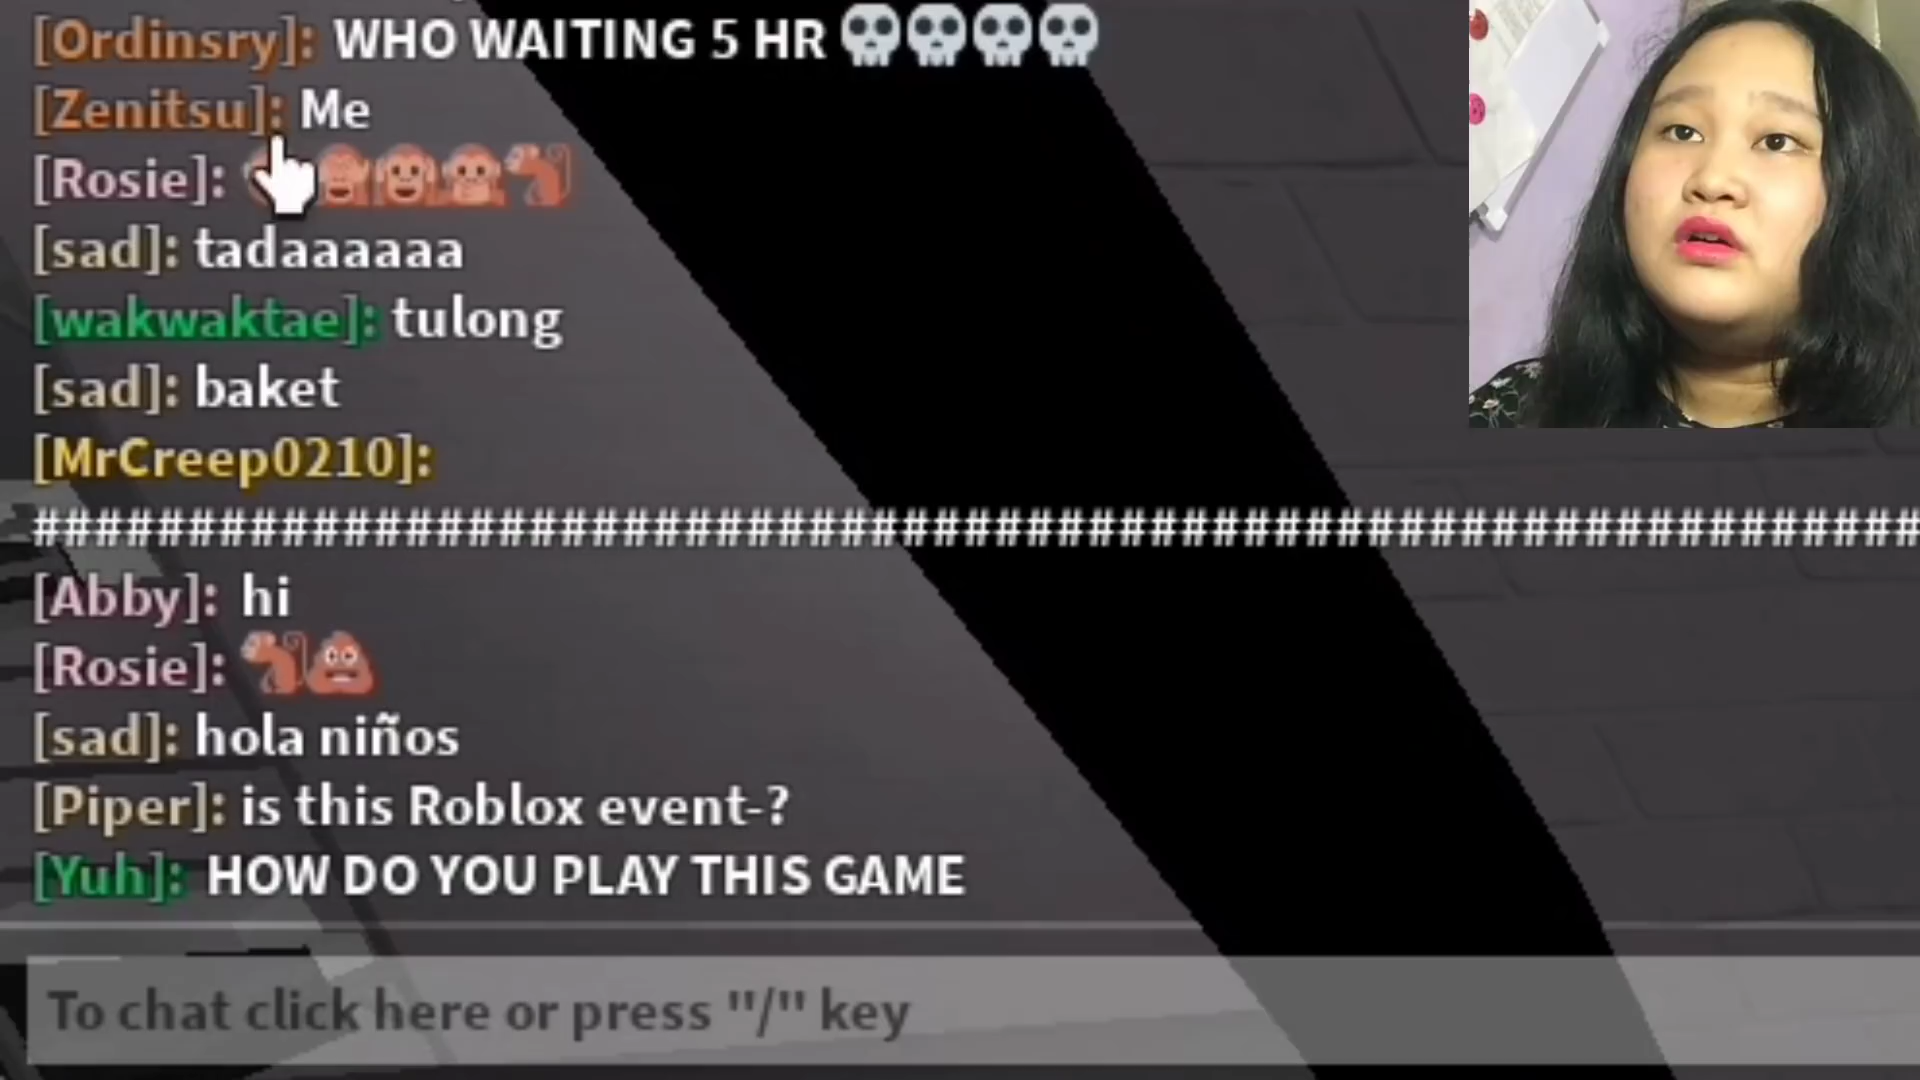 [Ordinsry]: WHO WAITING 5 HR 💀💀💀💀
[Zenitsu]: Me
[Rosie]: 🙈🙉🙊🐒
[sad]: tadaaaaaa
[wakwaktae]: tulong
[sad]: baket
[MrCreep0210]:
##############################################################
[Abby]: hi
[Rosie]: 🐒💩
[sad]: hola niños
[Piper]: is this Roblox event-?
[Yuh]: HOW DO YOU PLAY THIS GAME
To chat click here or press "/" key